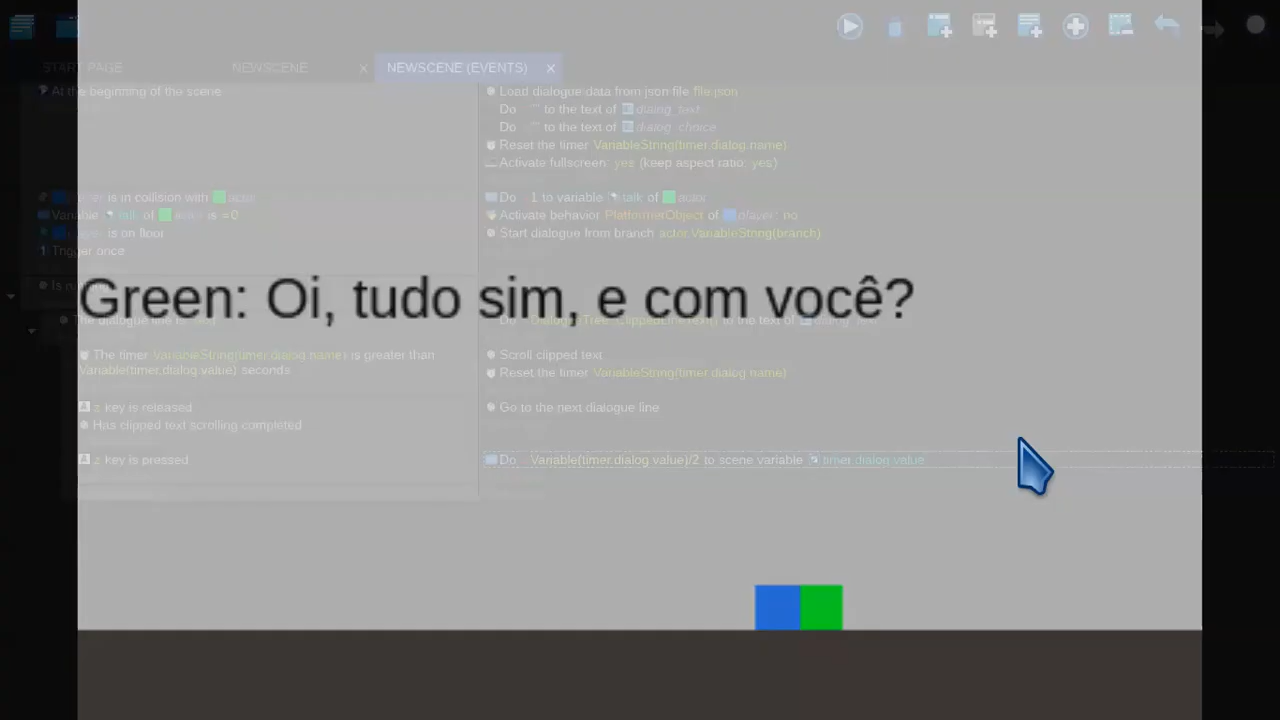 START PAGE
NEWSCENE
NEWSCENE (EVENTS)
At the beginning of the scene
Load dialogue data from json file file.json
Do to the text of dialog_text
Do to the text of dialog_choice
Reset the timer VariableString(timer.dialog.name)
Activate fullscreen: yes (keep aspect ratio: yes)
is in collision with actor
Variable talk of is =0
is on floor
1 Trigger once
Do 1 to variable talk of actor
Activate behavior PlatformerObject of player: no
Start dialogue from branch actor.VariableString(branch)
Green: Oi, tudo sim, e com você?
The dialogue line is
Do to the text of
The timer VariableString(timer.dialog.name) is greater than
Variable(timer.dialog.value) seconds
Scroll clipped text
Reset the timer VariableString(timer.dialog.name)
z key is released
Has clipped text scrolling completed
Go to the next dialogue line
z key is pressed
Do Variable(timer.dialog.value)/2 to scene variable timer.dialog.value